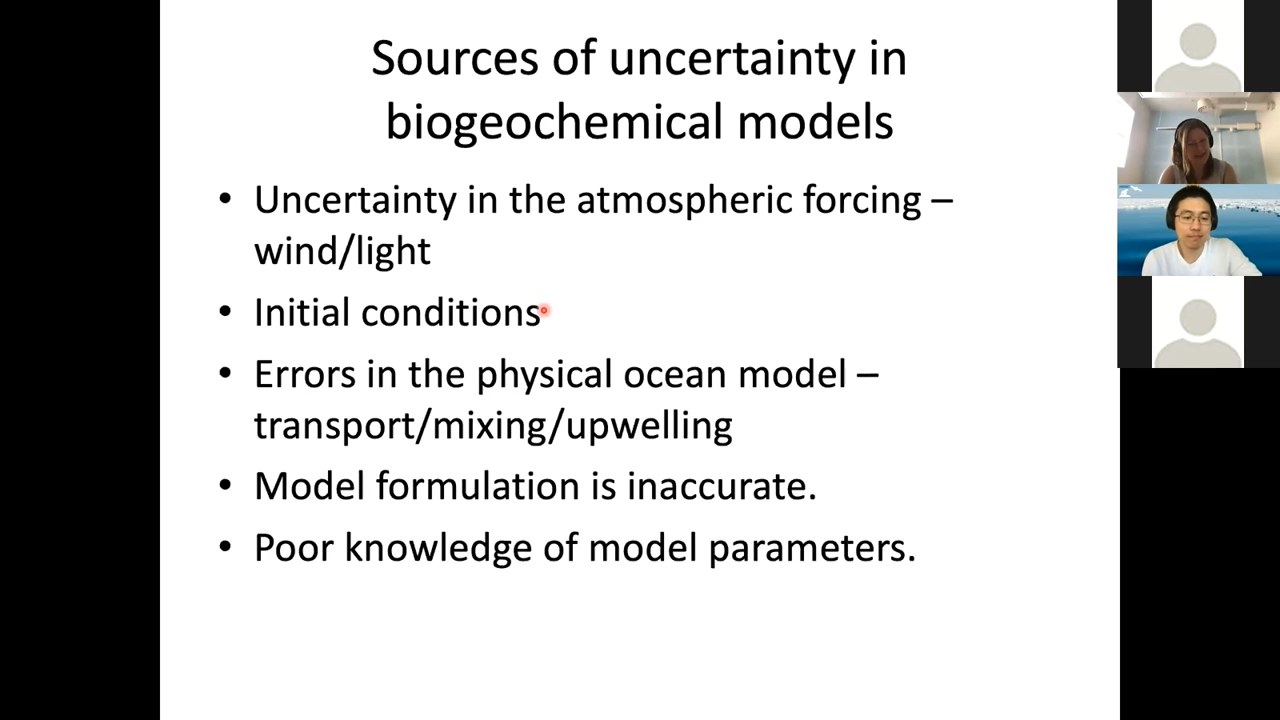 Sources of uncertainty in
biogeochemical models
• Uncertainty in the atmospheric forcing –
wind/light
• Initial conditions
• Errors in the physical ocean model –
transport/mixing/upwelling
• Model formulation is inaccurate.
• Poor knowledge of model parameters.